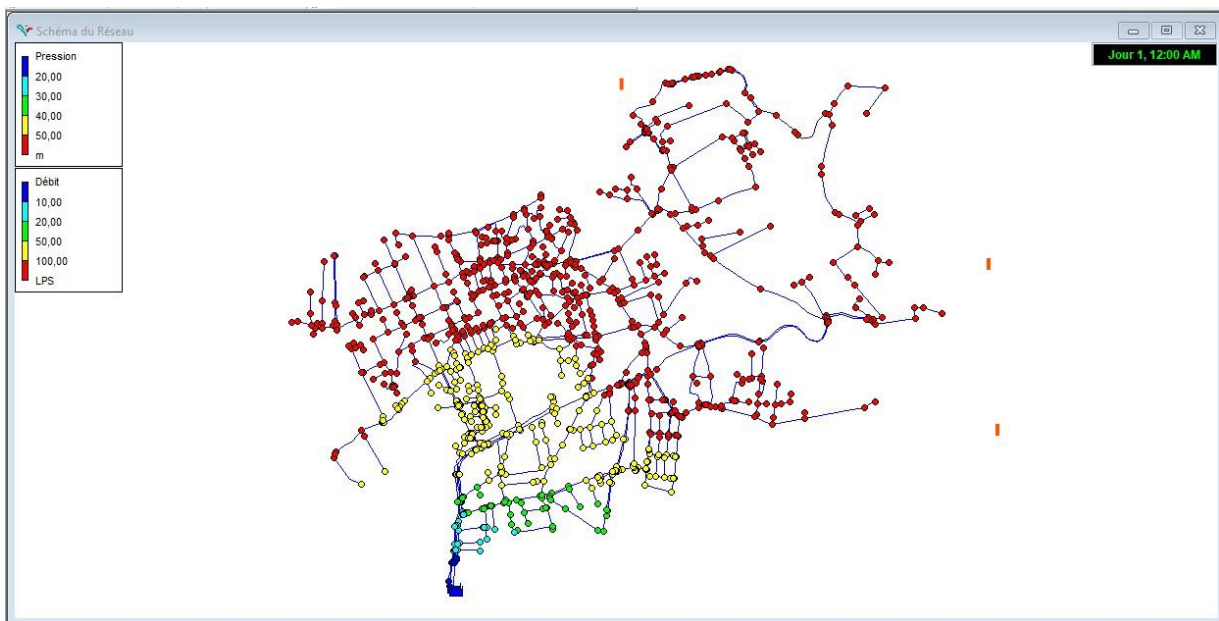 Schéma du Réseau
Jour 1, 12:00 AM
Pression
20,00
30,00
40,00
50,00
m
Débit
10,00
20,00
50,00
100,00
LPS